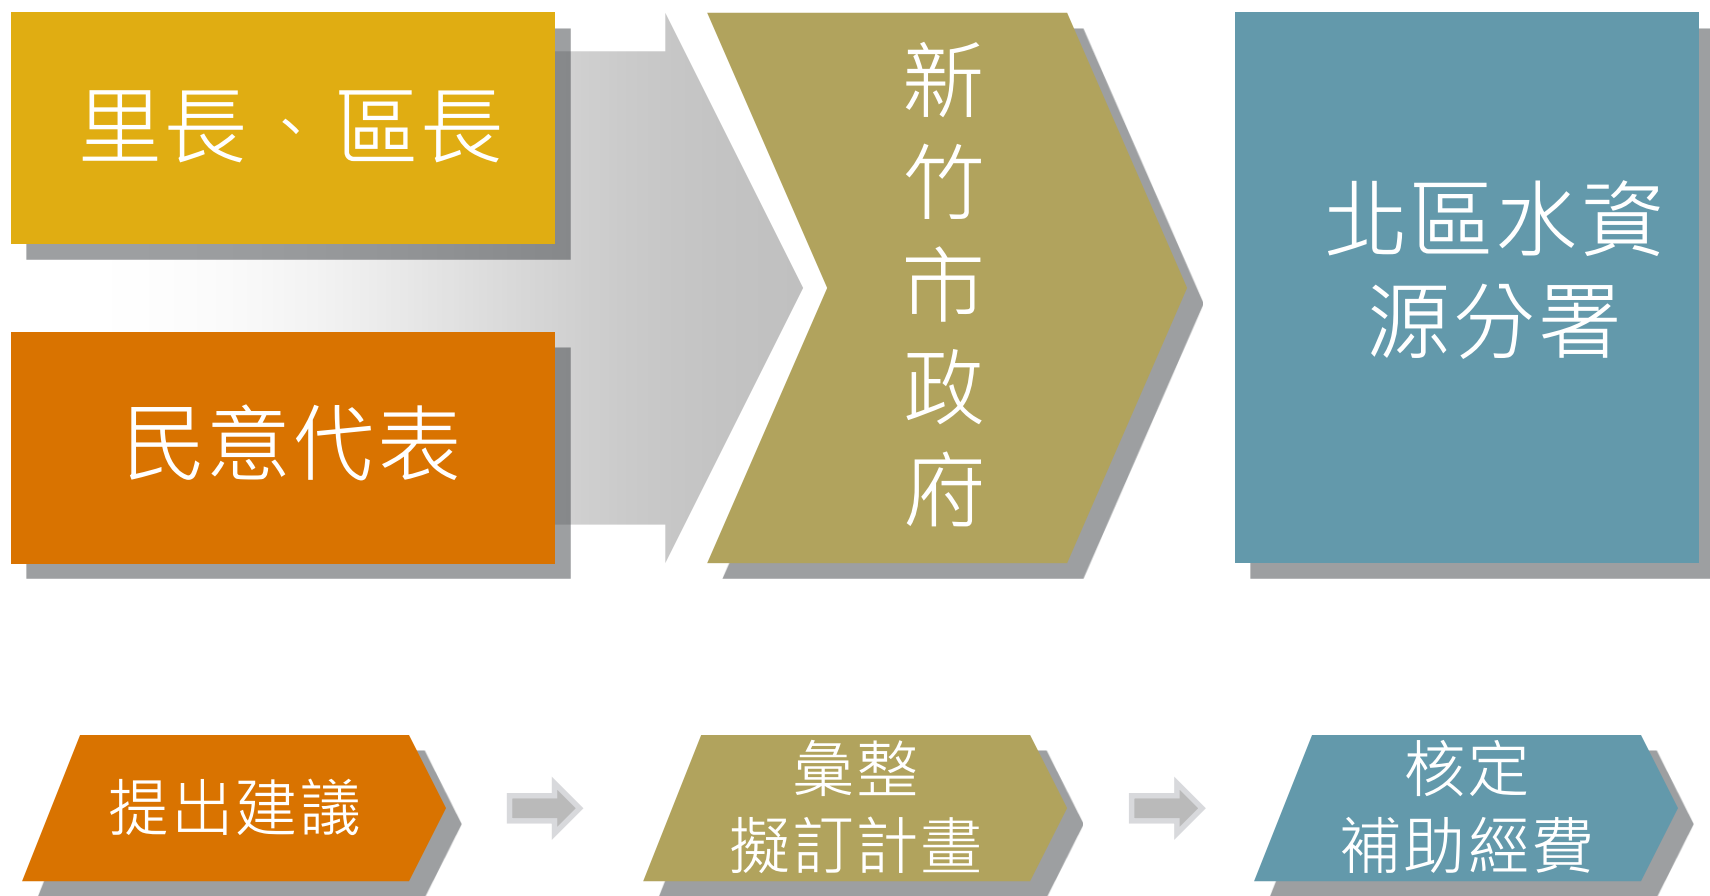 里長、區長
民意代表
新竹市政府
北區水資
源分署
提出建議
彙整
擬訂計畫
核定
補助經費